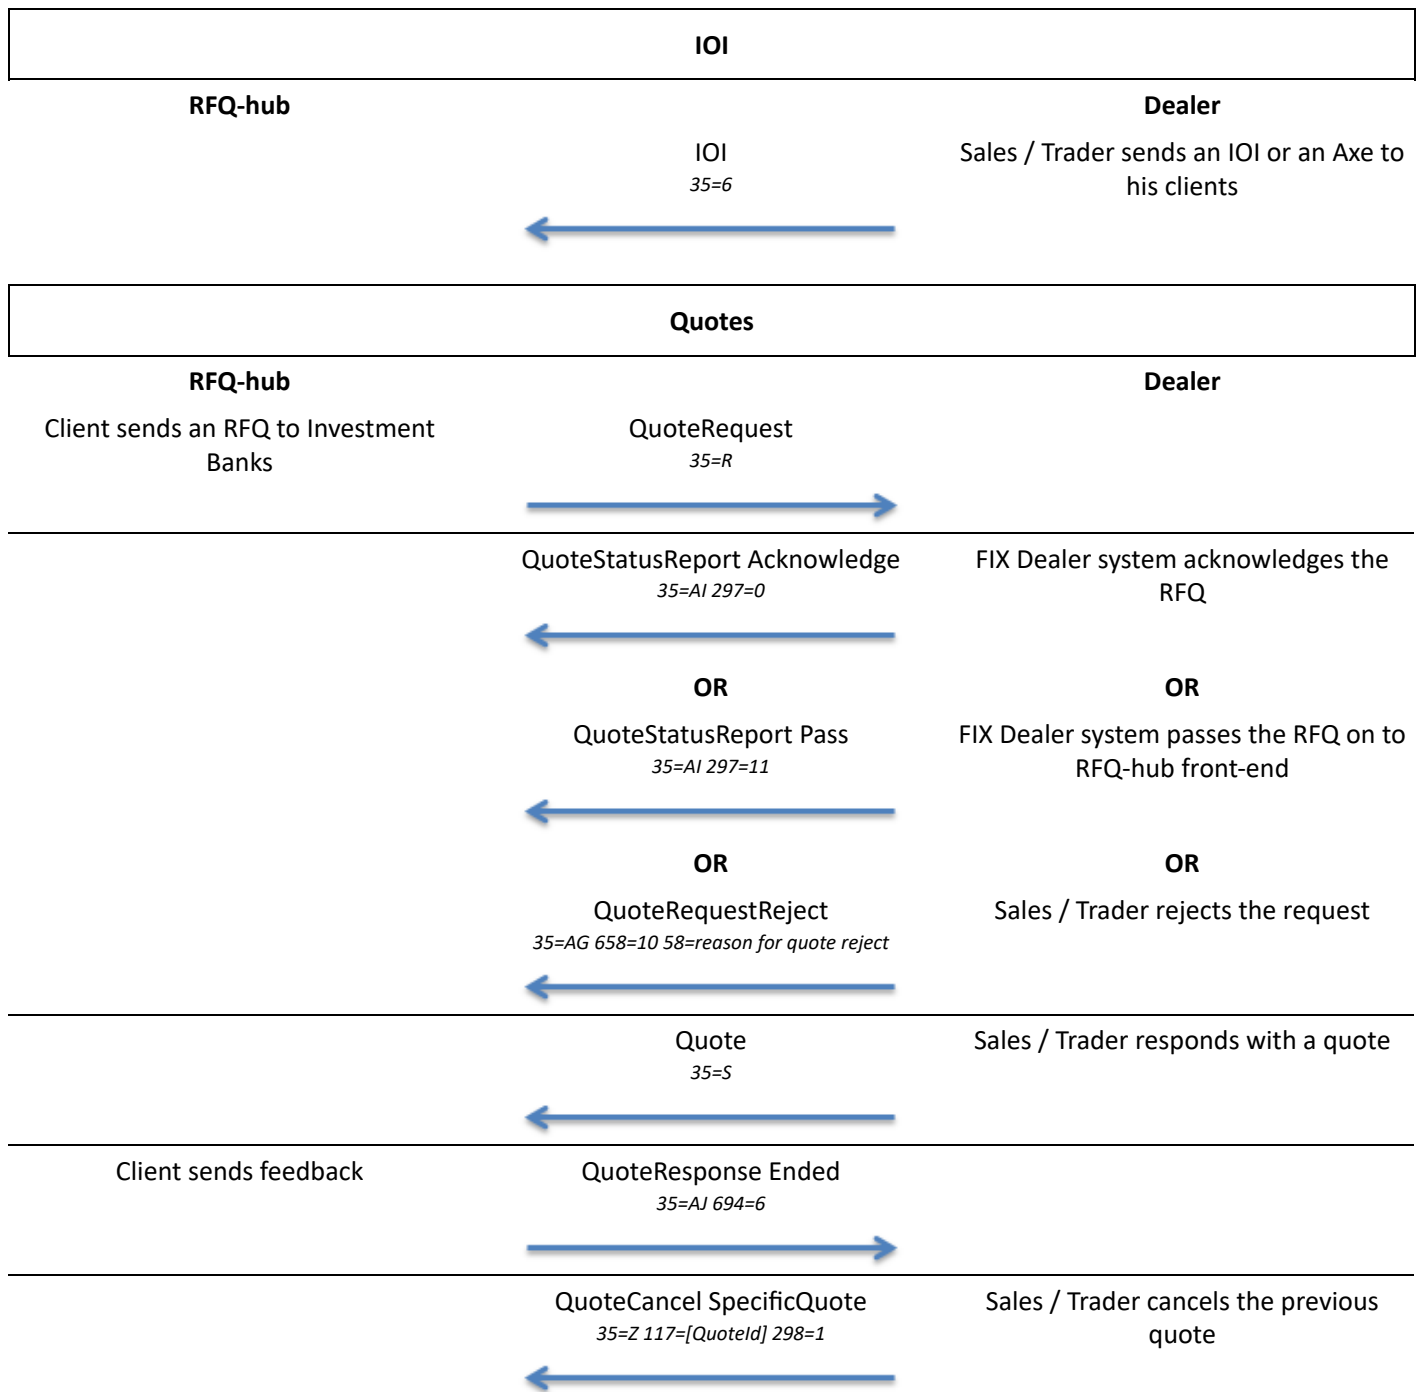 IOI
RFQ-hub
Dealer
IOI
35=6
Sales / Trader sends an IOI or an Axe to
his clients
Quotes
RFQ-hub
Dealer
Client sends an RFQ to Investment
Banks
QuoteRequest
35=R
QuoteStatusReport Acknowledge
35=AI 297=0
FIX Dealer system acknowledges the
RFQ
OR
OR
QuoteStatusReport Pass
35=AI 297=11
FIX Dealer system passes the RFQ on to
RFQ-hub front-end
OR
OR
QuoteRequestReject
35=AG 658=10 58=reason for quote reject
Sales / Trader rejects the request
Quote
35=S
Sales / Trader responds with a quote
Client sends feedback
QuoteResponse Ended
35=AJ 694=6
QuoteCancel SpecificQuote
35=Z 117=[QuoteId] 298=1
Sales / Trader cancels the previous
quote